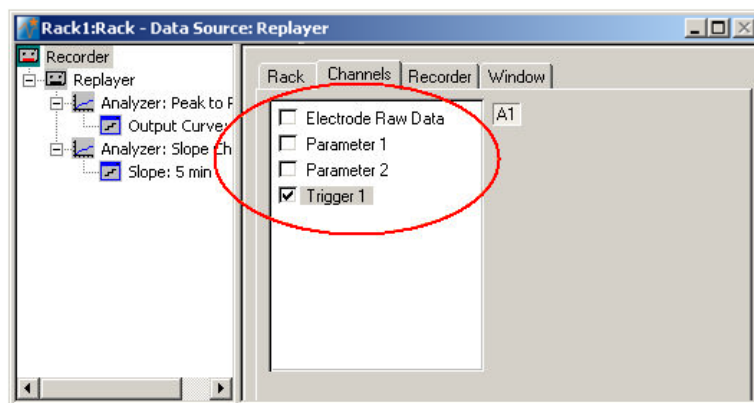 Rack1:Rack - Data Source: Replayer
Recorder
Replayer
Analyzer: Peak to
Output Curve:
Analyzer: Slope Ch
Slope: 5 min
Rack Channels Recorder Window
Electrode Raw Data
Parameter 1
Parameter 2
Trigger 1
A1